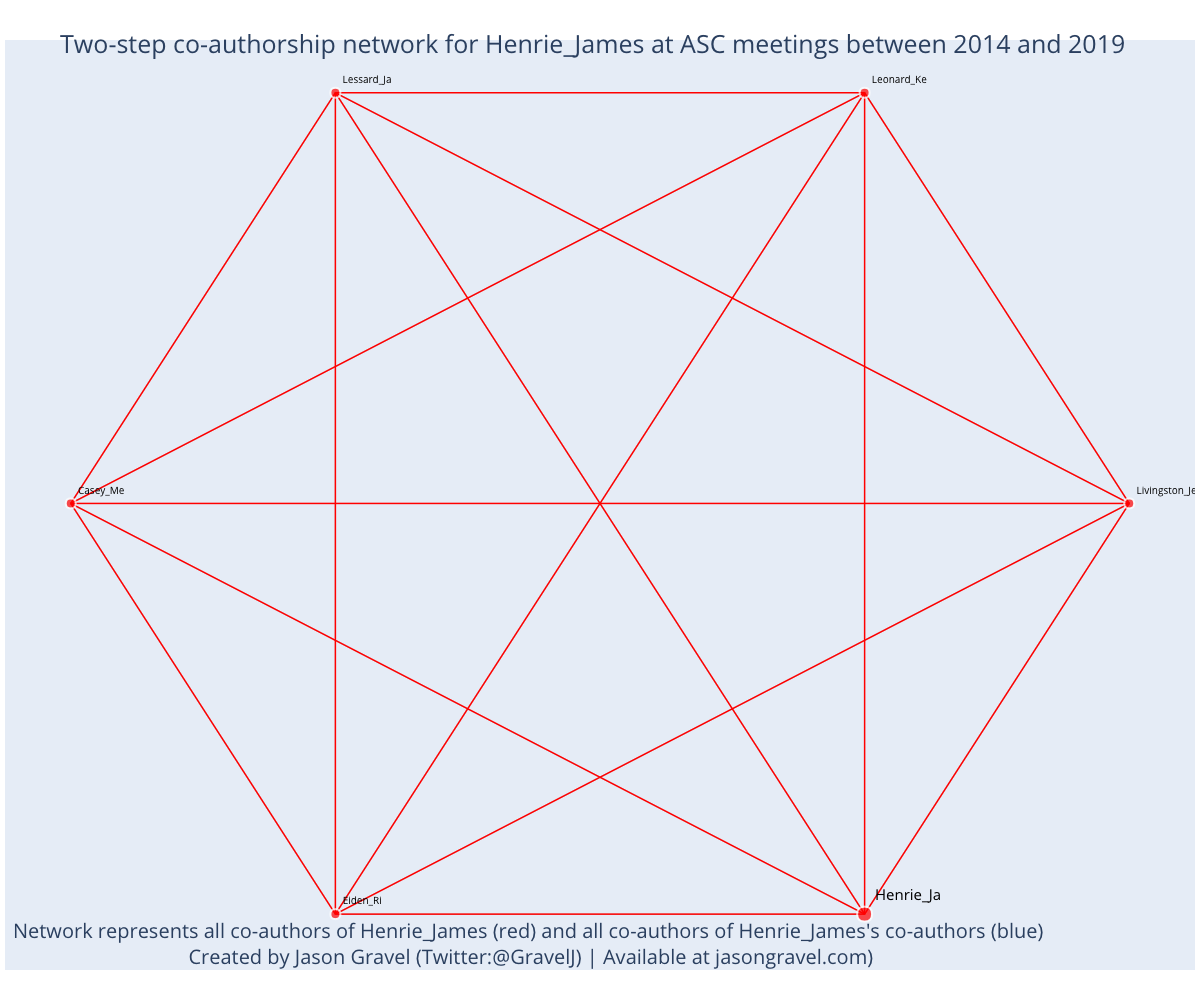 Two-step co-authorship network for Henrie_James at ASC meetings between 2014 and 2019
Lessard_Ja
Leonard_Ke
Casey_Me
Livingston_Je
Eiden_Ri
Henrie_Ja
Network represents all co-authors of Henrie_James (red) and all co-authors of Henrie_James's co-authors (blue)
Created by Jason Gravel (Twitter:@GravelJ) | Available at jasongravel.com)